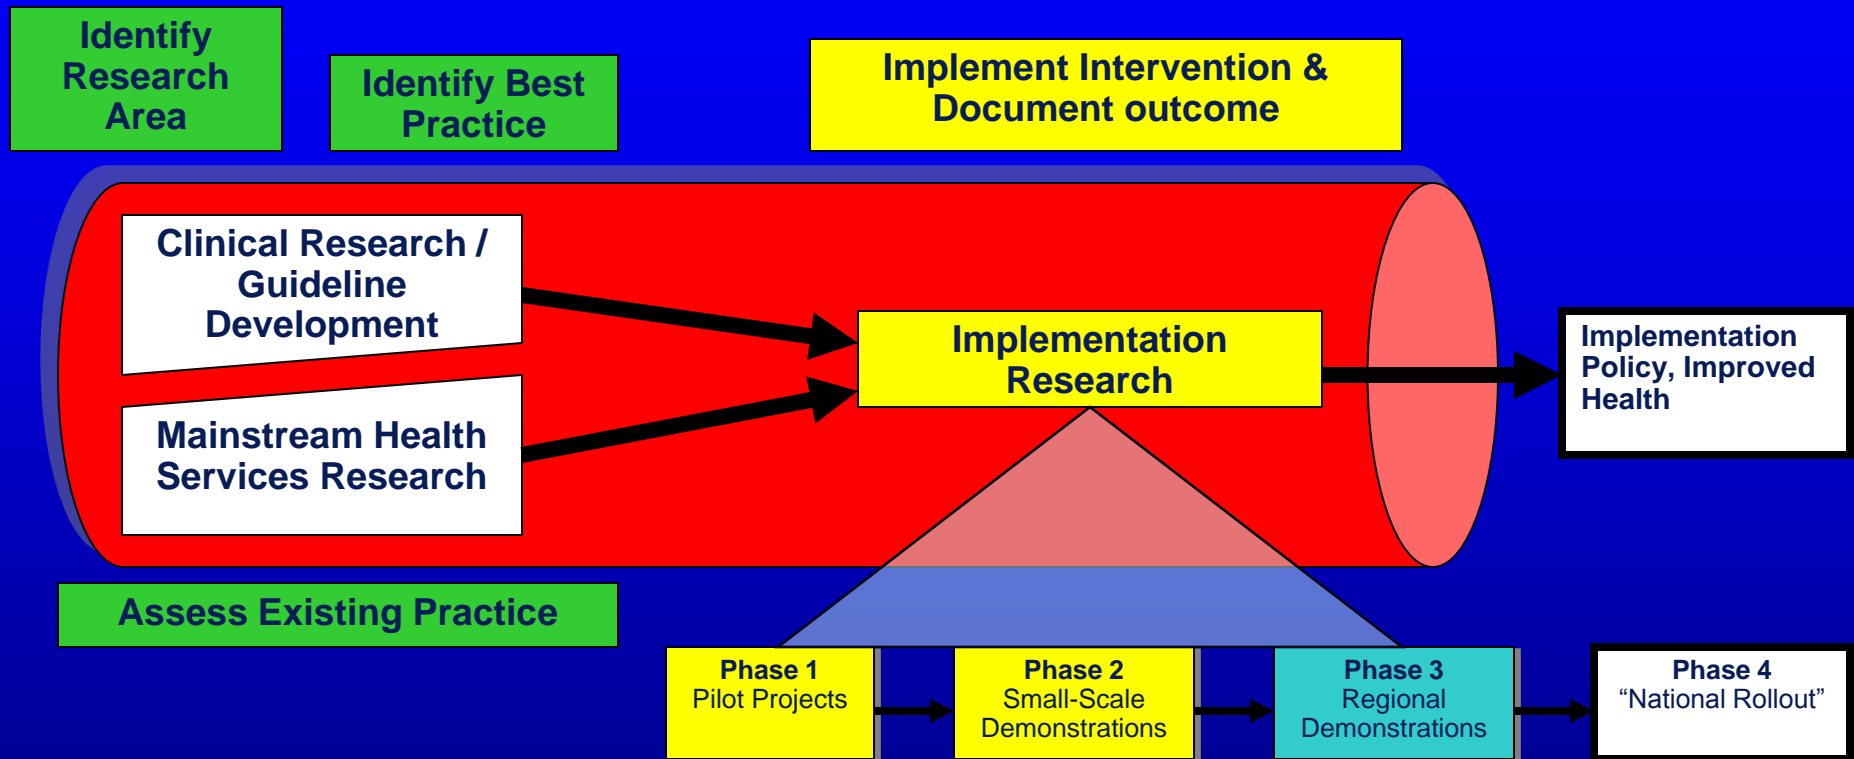 Identify
Research
Area
Identify Best
Practice
Implement Intervention &
Document outcome
Clinical Research /
Guideline
Development
Mainstream Health
Services Research
Implementation
Research
Implementation
Policy, Improved
Health
Assess Existing Practice
Phase 1
Pilot Projects
Phase 2
Small-Scale
Demonstrations
Phase 3
Regional
Demonstrations
Phase 4
“National Rollout”